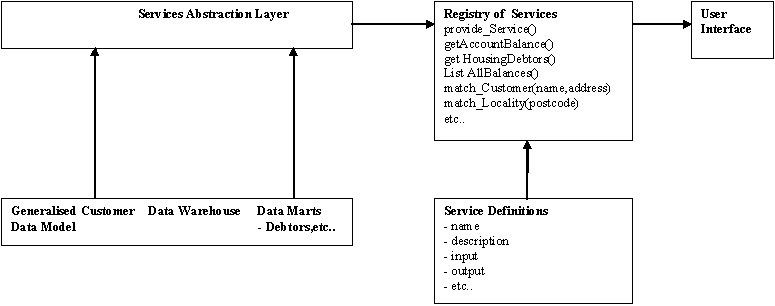 Services Abstraction Layer
Registry of Services
provide_Service()
getAccountBalance()
get HousingDebtors()
List AllBalances()
match_Customer(name,address)
match_Locality(postcode)
etc..
User
Interface
Generalised Customer
Data Model
Data Warehouse
Data Marts
- Debtors,etc..
Service Definitions
- name
- description
- input
- output
- etc..